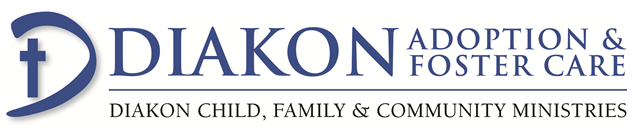 DIAKON ADOPTION &
FOSTER CARE
DIAKON CHILD, FAMILY & COMMUNITY MINISTRIES